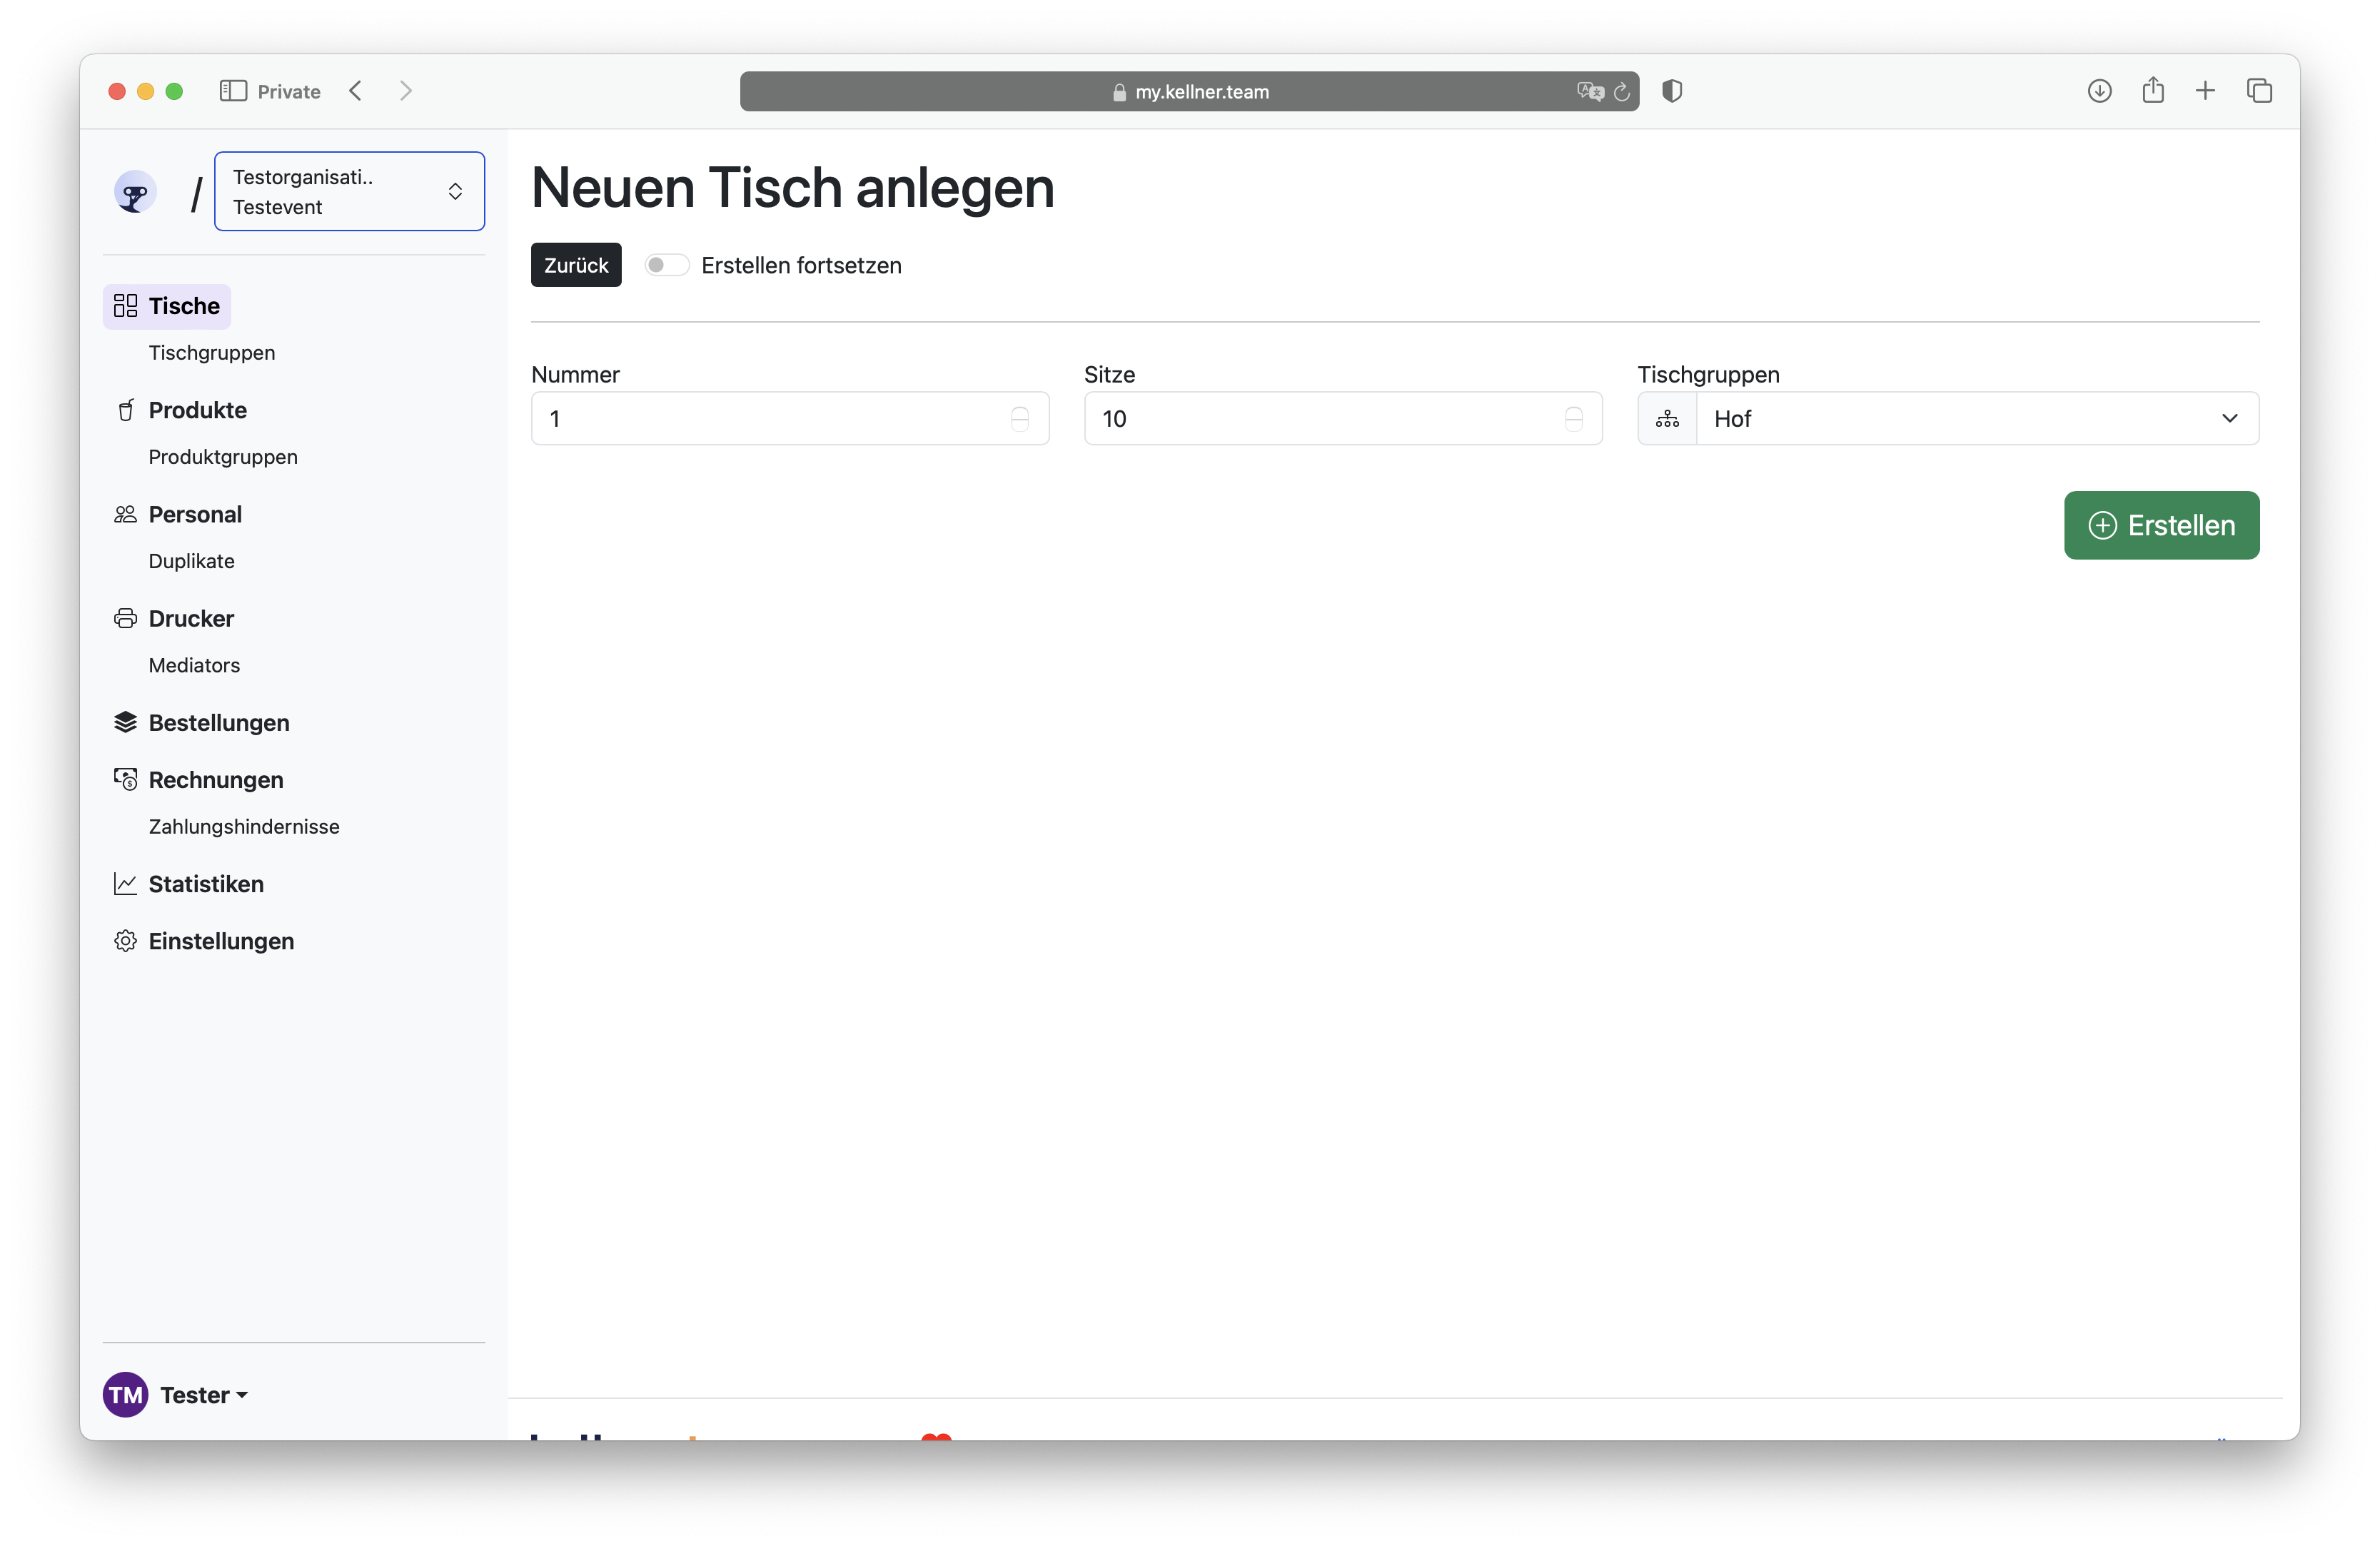 Private
my.kellner.team
/
Testorganisati..
Testevent
Tische
Tischgruppen
Produkte
Produktgruppen
Personal
Duplikate
Drucker
Mediators
Bestellungen
Rechnungen
Zahlungshindernisse
Statistiken
Einstellungen
TM Tester
Neuen Tisch anlegen
Zurück Erstellen fortsetzen
Nummer Sitze Tischgruppen
1 10 Hof
Erstellen